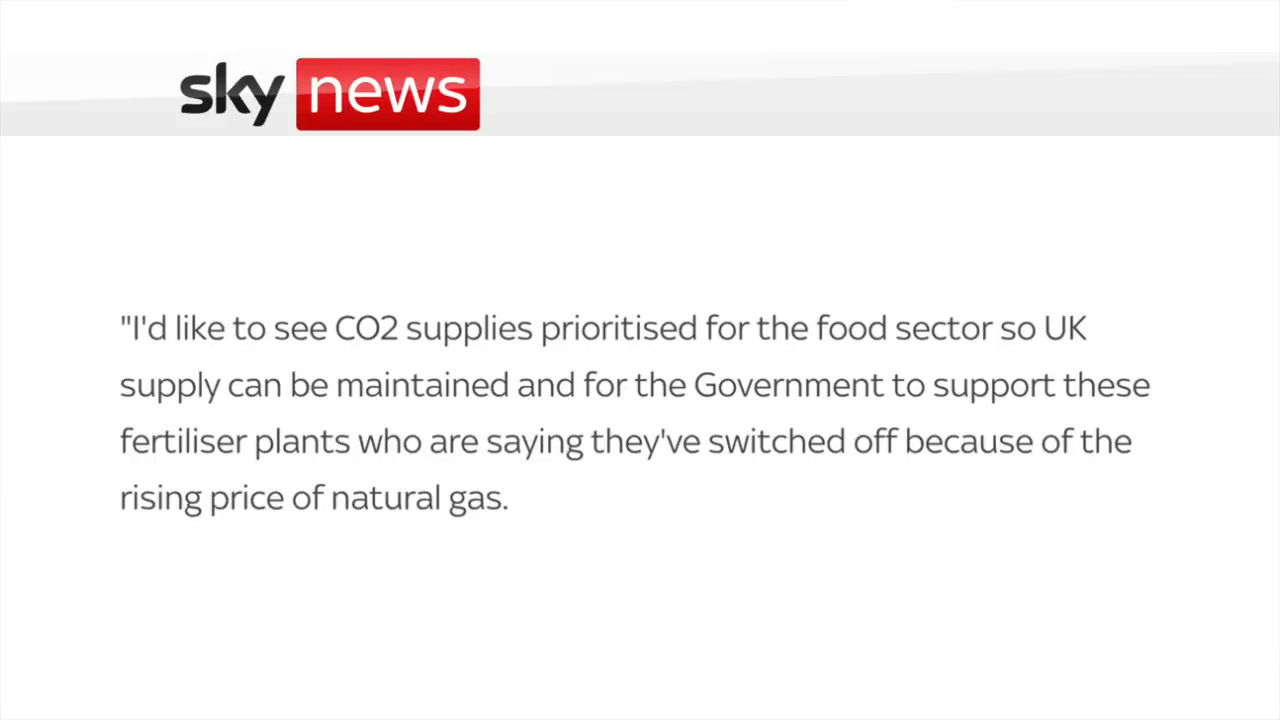 sky news
"I'd like to see CO2 supplies prioritised for the food sector so UK
supply can be maintained and for the Government to support these
fertiliser plants who are saying they've switched off because of the
rising price of natural gas.